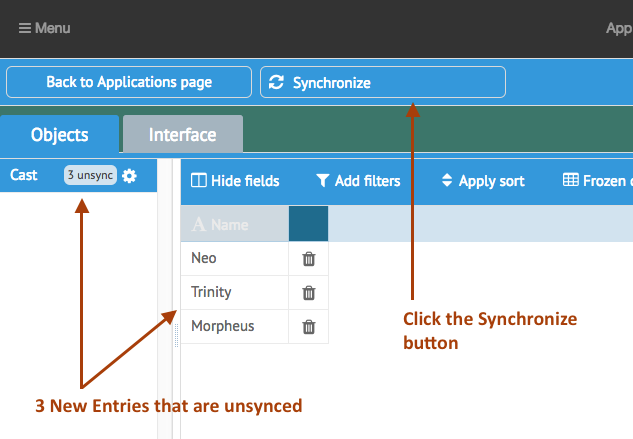 Menu
App
Back to Applications page
Synchronize
Objects
Interface
Cast
3 unsync
Hide fields
Add filters
Apply sort
Frozen
A Name
Neo
Trinity
Morpheus
Click the Synchronize
button
3 New Entries that are unsynced